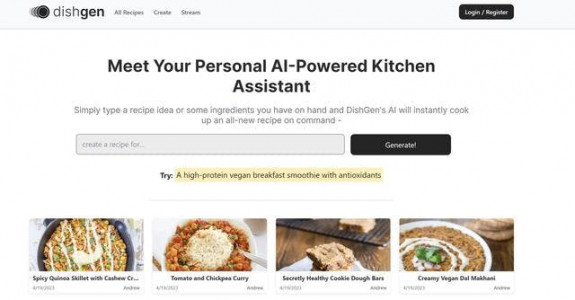 dishgen
All Recipes Create Stream
Login / Register
Meet Your Personal AI-Powered Kitchen
Assistant
Simply type a recipe idea or some ingredients you have on hand and DishGen's AI will instantly cook
up an all-new recipe on command -
create a recipe for...
Generate!
Try: A high-protein vegan breakfast smoothie with antioxidants
Spicy Quinoa Skillet with Cashew Cr...
4/19/2023 Andrew
Tomato and Chickpea Curry
4/19/2023 Andrew
Secretly Healthy Cookie Dough Bars
4/19/2023 Andrew
Creamy Vegan Dal Makhani
4/19/2023 Andrew